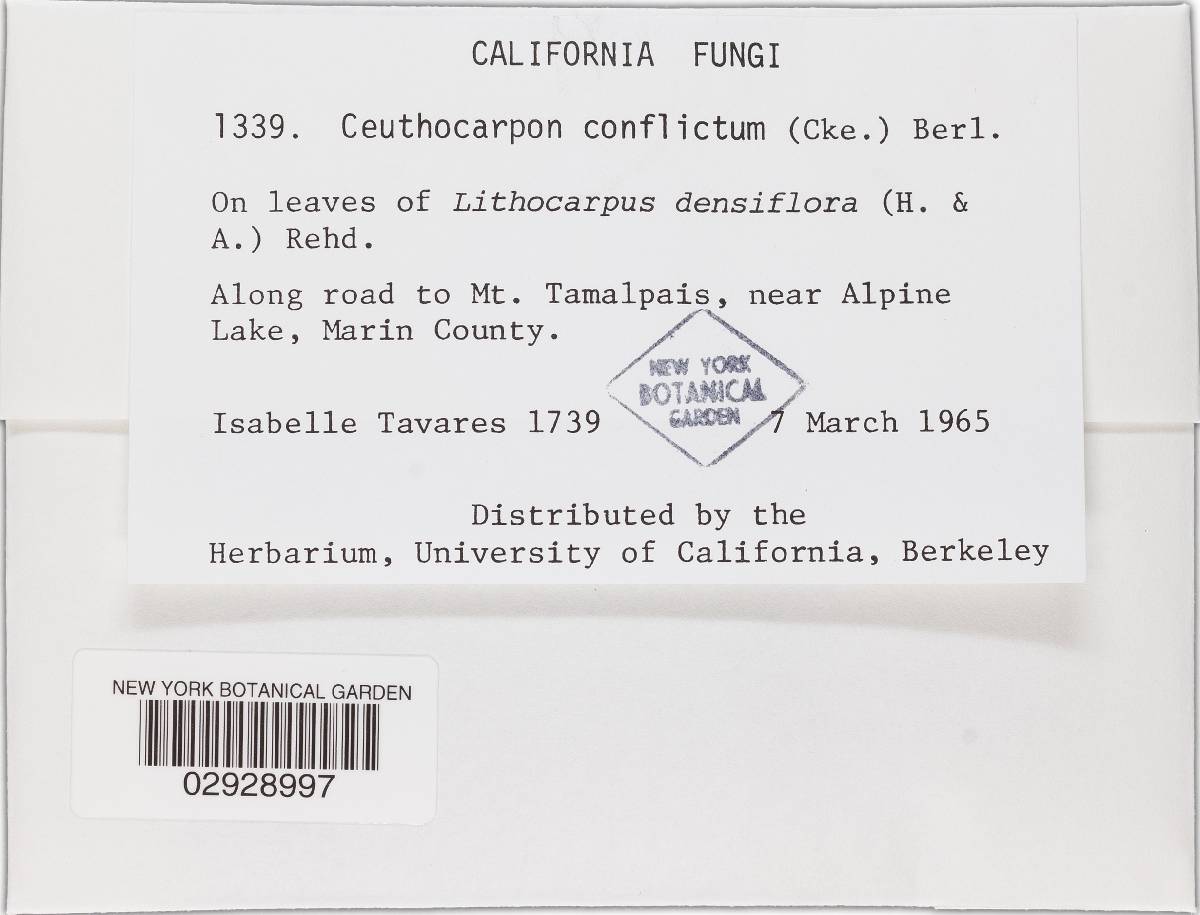 CALIFORNIA FUNGI
1339. Ceuthocarpon conflictum (Cke.) Berl.
On leaves of Lithocarpus densiflora (H. &
A.) Rehd.
Along road to Mt. Tamalpais, near Alpine
Lake, Marin County.
NEW YORK
BOTANICAL
GARDEN
Isabelle Tavares 1739 7 March 1965
Distributed by the
Herbarium, University of California, Berkeley
NEW YORK BOTANICAL GARDEN
02928997